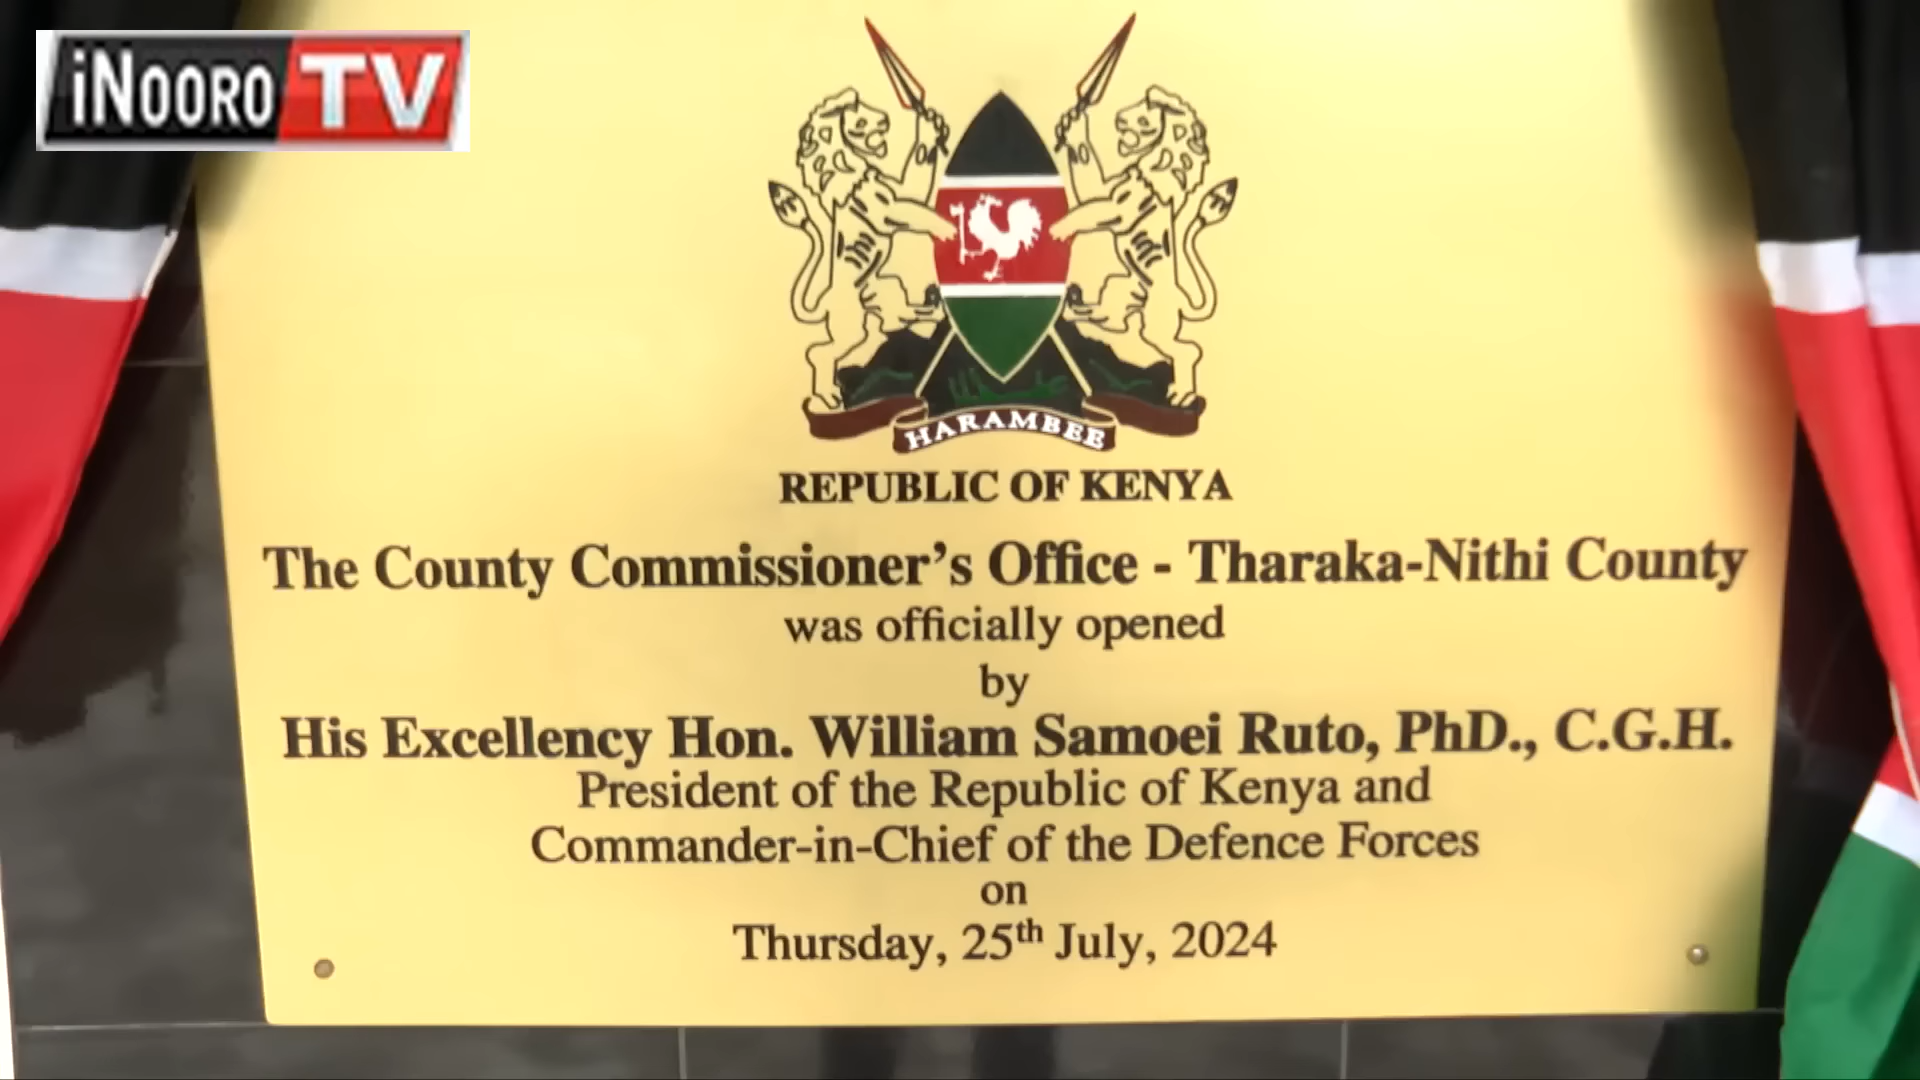 iNOORO TV
HARAMBEE
REPUBLIC OF KENYA
The County Commissioner’s Office - Tharaka-Nithi County
was officially opened
by
His Excellency Hon. William Samoei Ruto, PhD., C.G.H.
President of the Republic of Kenya and
Commander-in-Chief of the Defence Forces
on
Thursday, 25th July, 2024